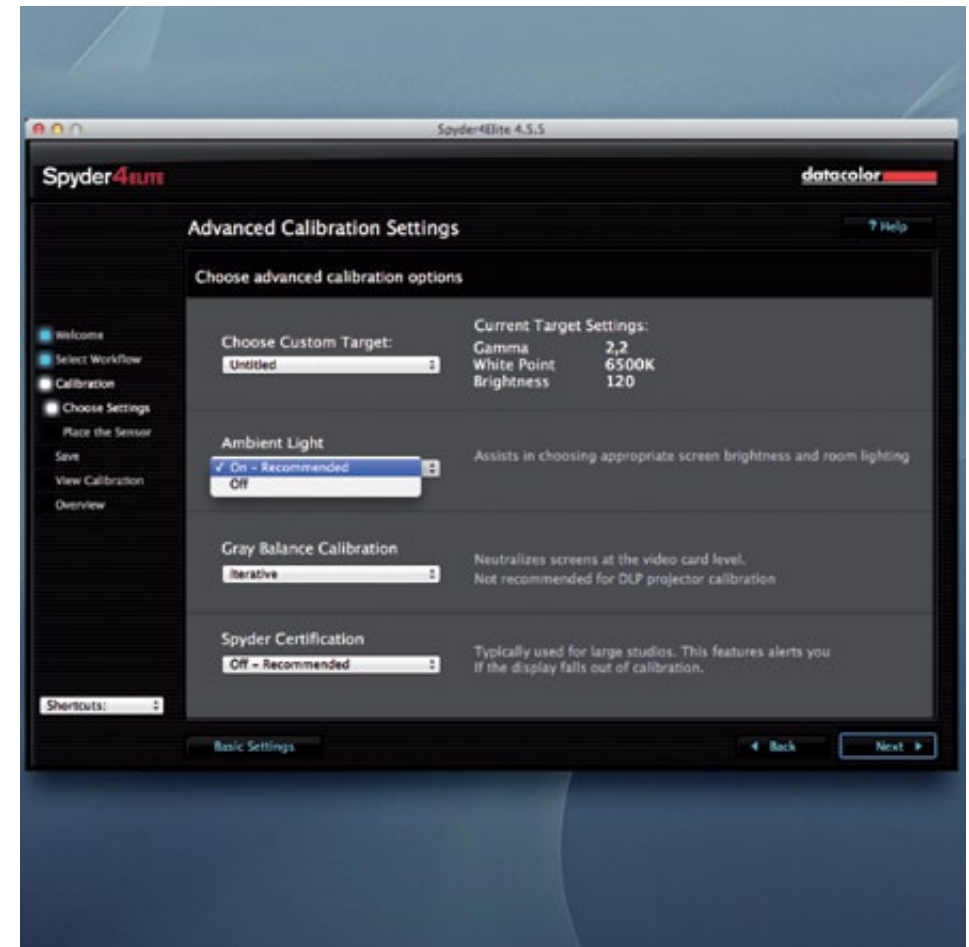 Spyder4Elite 4.5.5
Spyder4ELITE
datacolor
Advanced Calibration Settings
? Help
Choose advanced calibration options
Welcome
Select Workflow
Calibration
Choose Settings
Place the Sensor
Save
View Calibration
Overview
Shortcuts:
Choose Custom Target:
Untitled
Current Target Settings:
Gamma 2,2
White Point 6500K
Brightness 120
Ambient Light
✓ On – Recommended
Off
Assists in choosing appropriate screen brightness and room lighting
Gray Balance Calibration
Iterative
Neutralizes screens at the video card level.
Not recommended for DLP projector calibration
Spyder Certification
Off – Recommended
Typically used for large studios. This features alerts you
If the display falls out of calibration.
Basic Settings
Back
Next